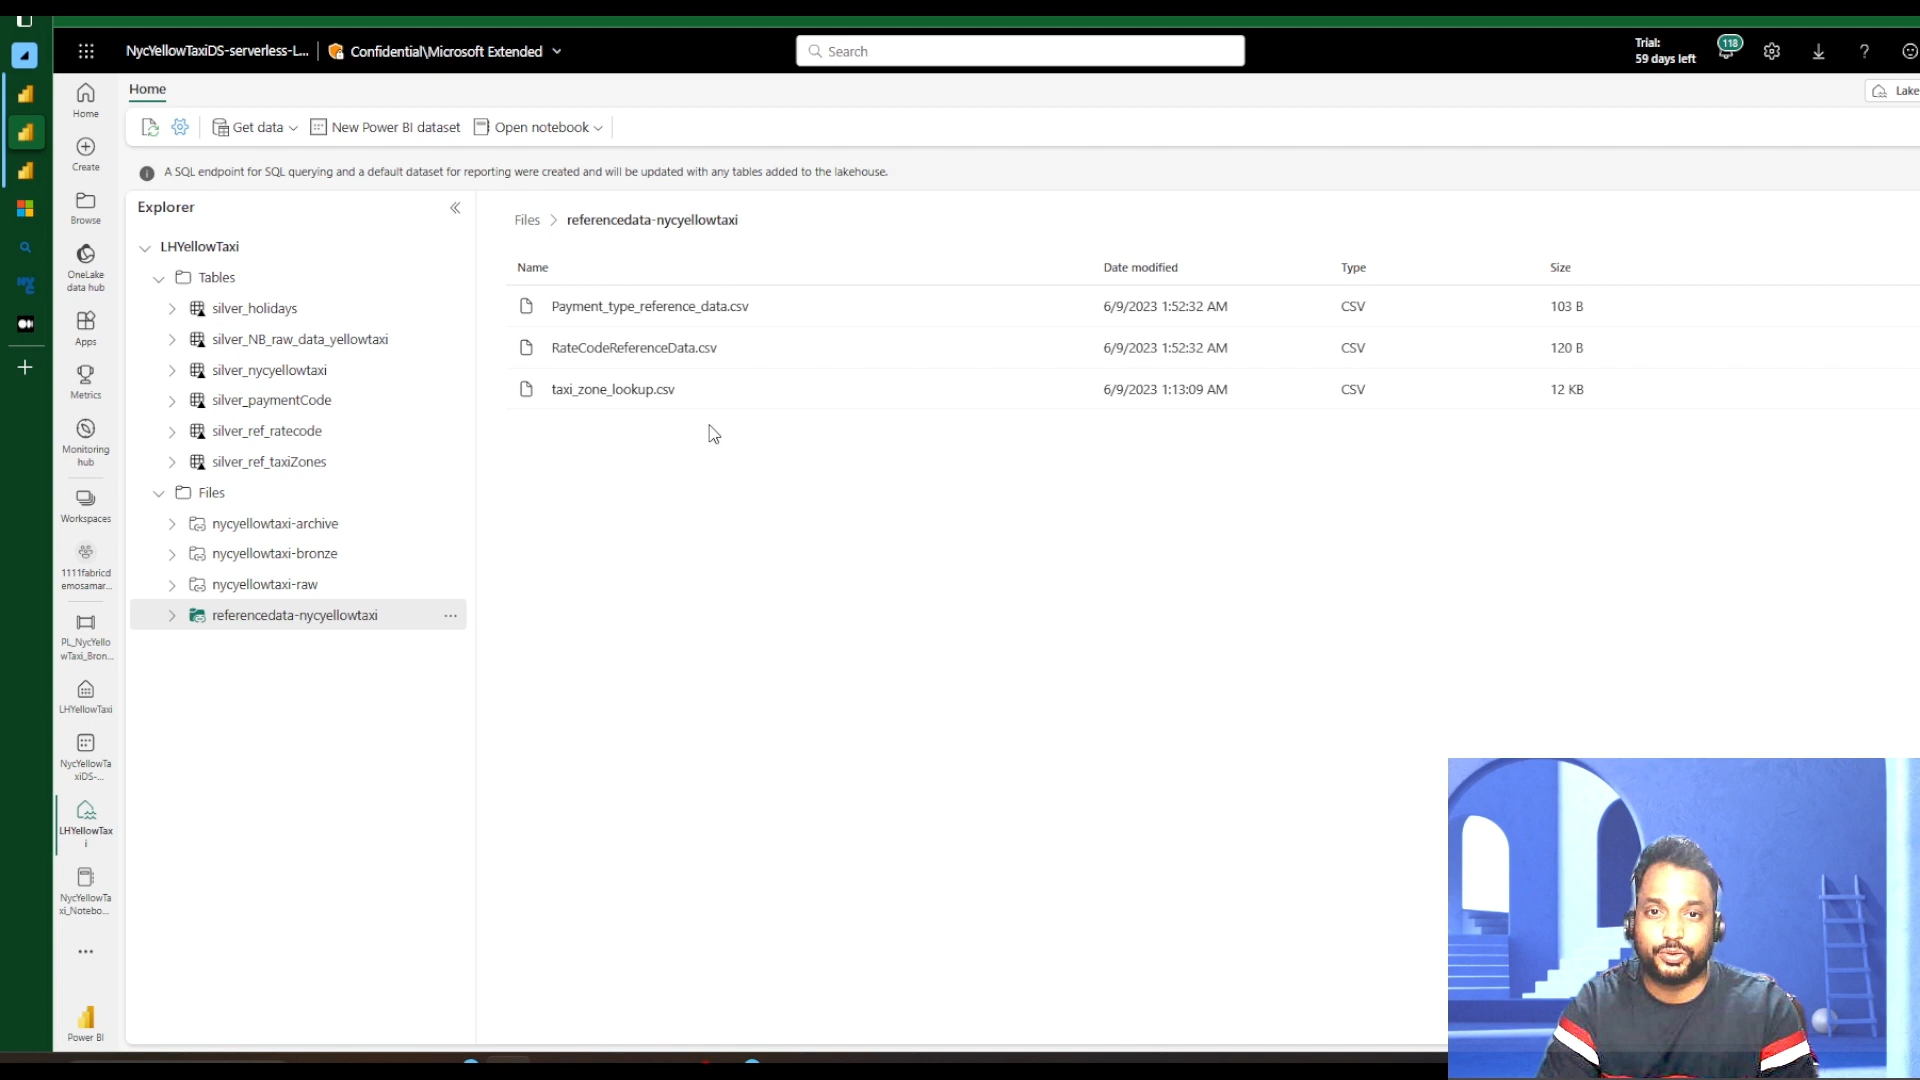 NycYellowTaxiDS-serverless-L...
Confidential\Microsoft Extended
Search
Trial:
59 days left
118
Home
Lake
Get data
New Power BI dataset
Open notebook
A SQL endpoint for SQL querying and a default dataset for reporting were created and will be updated with any tables added to the lakehouse.
Home
Create
Browse
OneLake
data hub
Apps
Metrics
Monitoring
hub
Workspaces
1111fabricd
emosamar...
PL_NycYello
wTaxi_Bron...
LHYellowTaxi
NycYellowTa
xiDS-...
LHYellowTax
i
NycYellowTa
xi_Notebo...
Power BI
Explorer
LHYellowTaxi
Tables
silver_holidays
silver_NB_raw_data_yellowtaxi
silver_nycyellowtaxi
silver_paymentCode
silver_ref_ratecode
silver_ref_taxiZones
Files
nycyellowtaxi-archive
nycyellowtaxi-bronze
nycyellowtaxi-raw
referencedata-nycyellowtaxi
Files > referencedata-nycyellowtaxi
Name Date modified Type Size
Payment_type_reference_data.csv 6/9/2023 1:52:32 AM CSV 103 B
RateCodeReferenceData.csv 6/9/2023 1:52:32 AM CSV 120 B
taxi_zone_lookup.csv 6/9/2023 1:13:09 AM CSV 12 KB